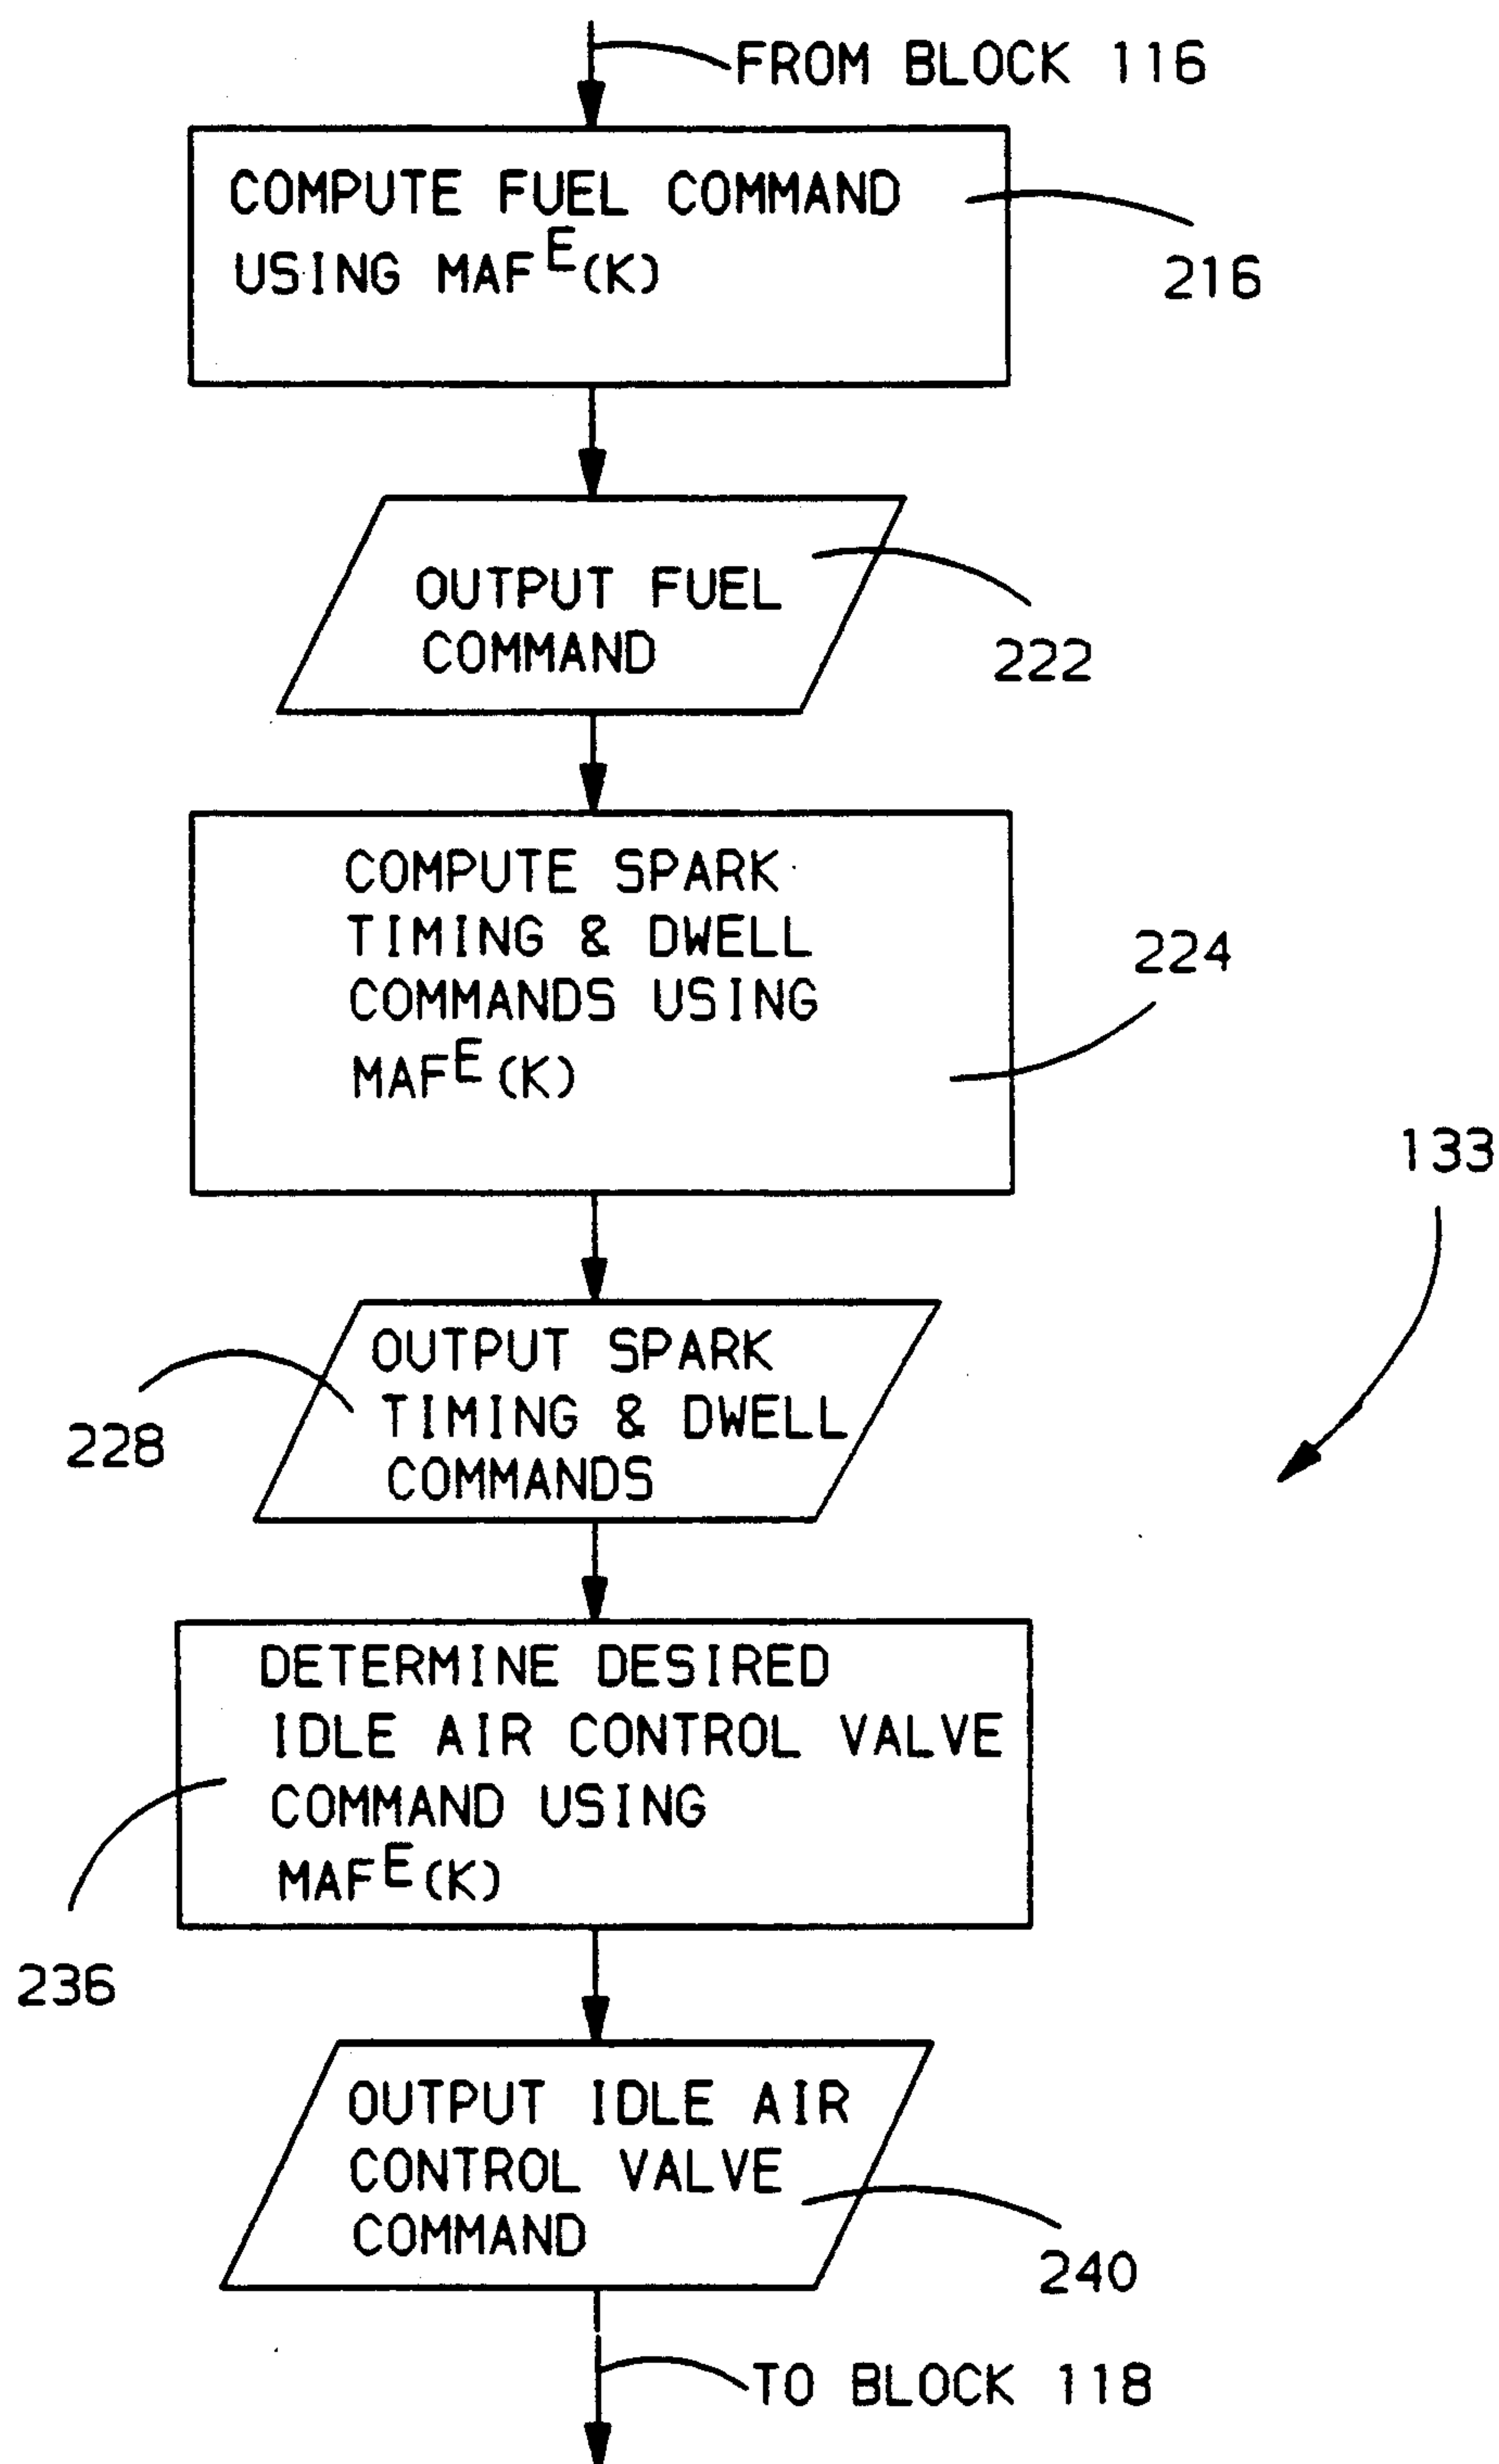 FROM BLOCK 116
COMPUTE FUEL COMMAND
USING MAFᴱ(K)
216
OUTPUT FUEL
COMMAND
222
COMPUTE SPARK
TIMING & DWELL
COMMANDS USING
MAFᴱ(K)
224
133
OUTPUT SPARK
TIMING & DWELL
COMMANDS
228
DETERMINE DESIRED
IDLE AIR CONTROL VALVE
COMMAND USING
MAFᴱ(K)
236
OUTPUT IDLE AIR
CONTROL VALVE
COMMAND
240
TO BLOCK 118